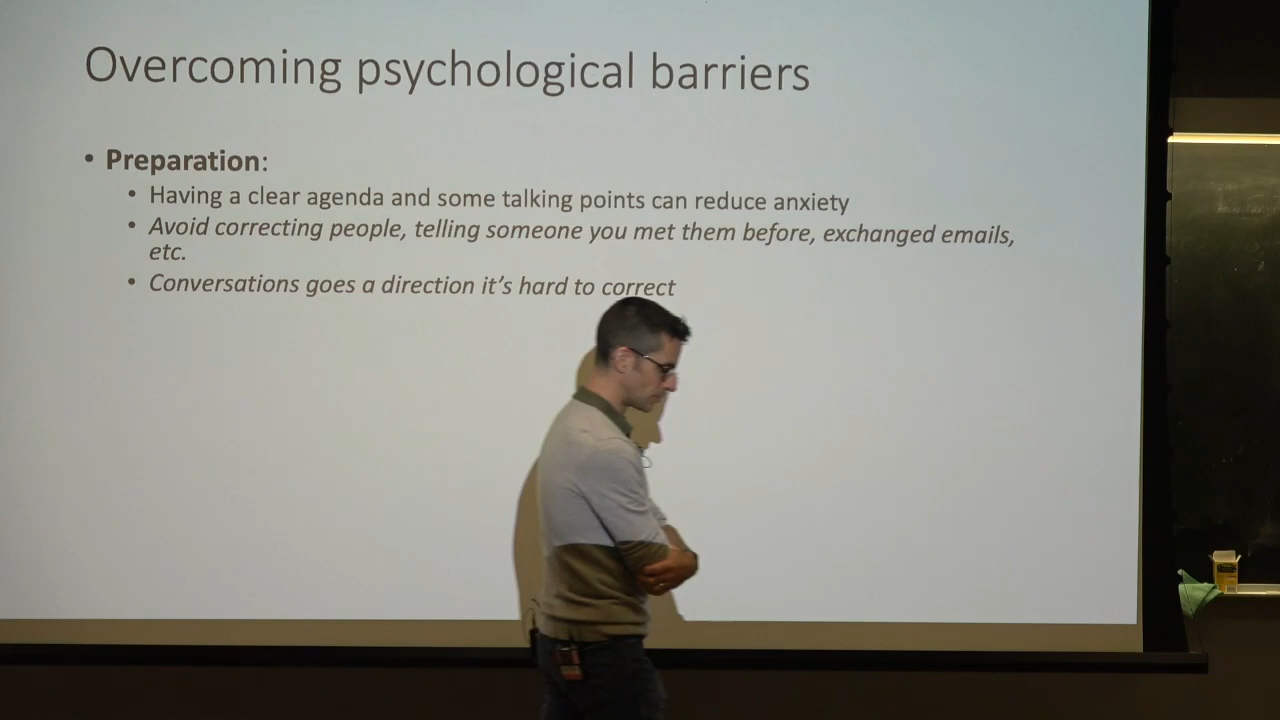 Overcoming psychological barriers
• Preparation:
• Having a clear agenda and some talking points can reduce anxiety
• Avoid correcting people, telling someone you met them before, exchanged emails,
etc.
• Conversations goes a direction it's hard to correct